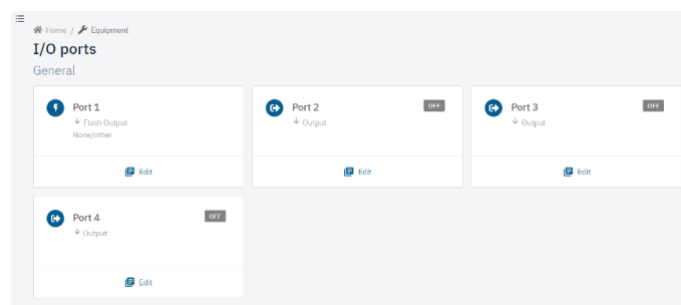 Home / Equipment
I/O ports
General
Port 1
Flash Output
None/other
Edit
Port 2
OFF
Output
Edit
Port 3
OFF
Output
Edit
Port 4
OFF
Output
Edit